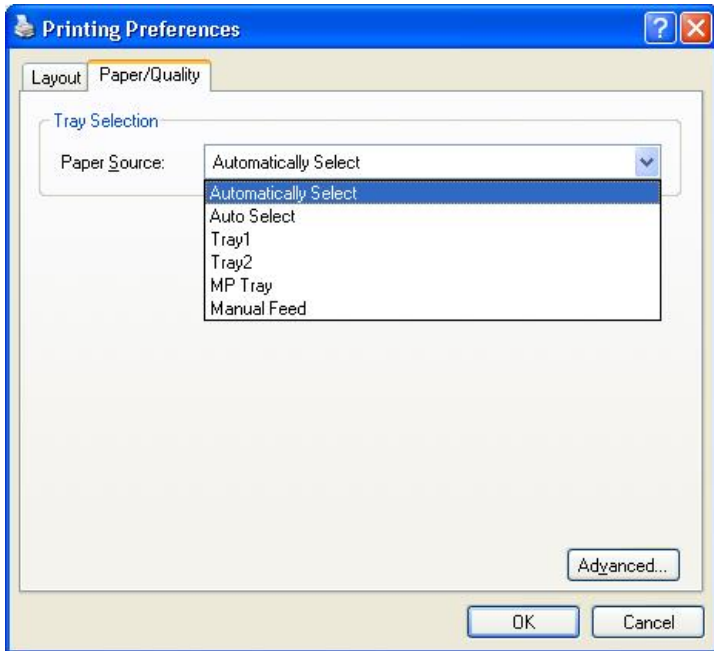 Printing Preferences
?
X
Layout
Paper/Quality
Tray Selection
Paper Source:
Automatically Select
Automatically Select
Auto Select
Tray1
Tray2
MP Tray
Manual Feed
Advanced...
OK
Cancel